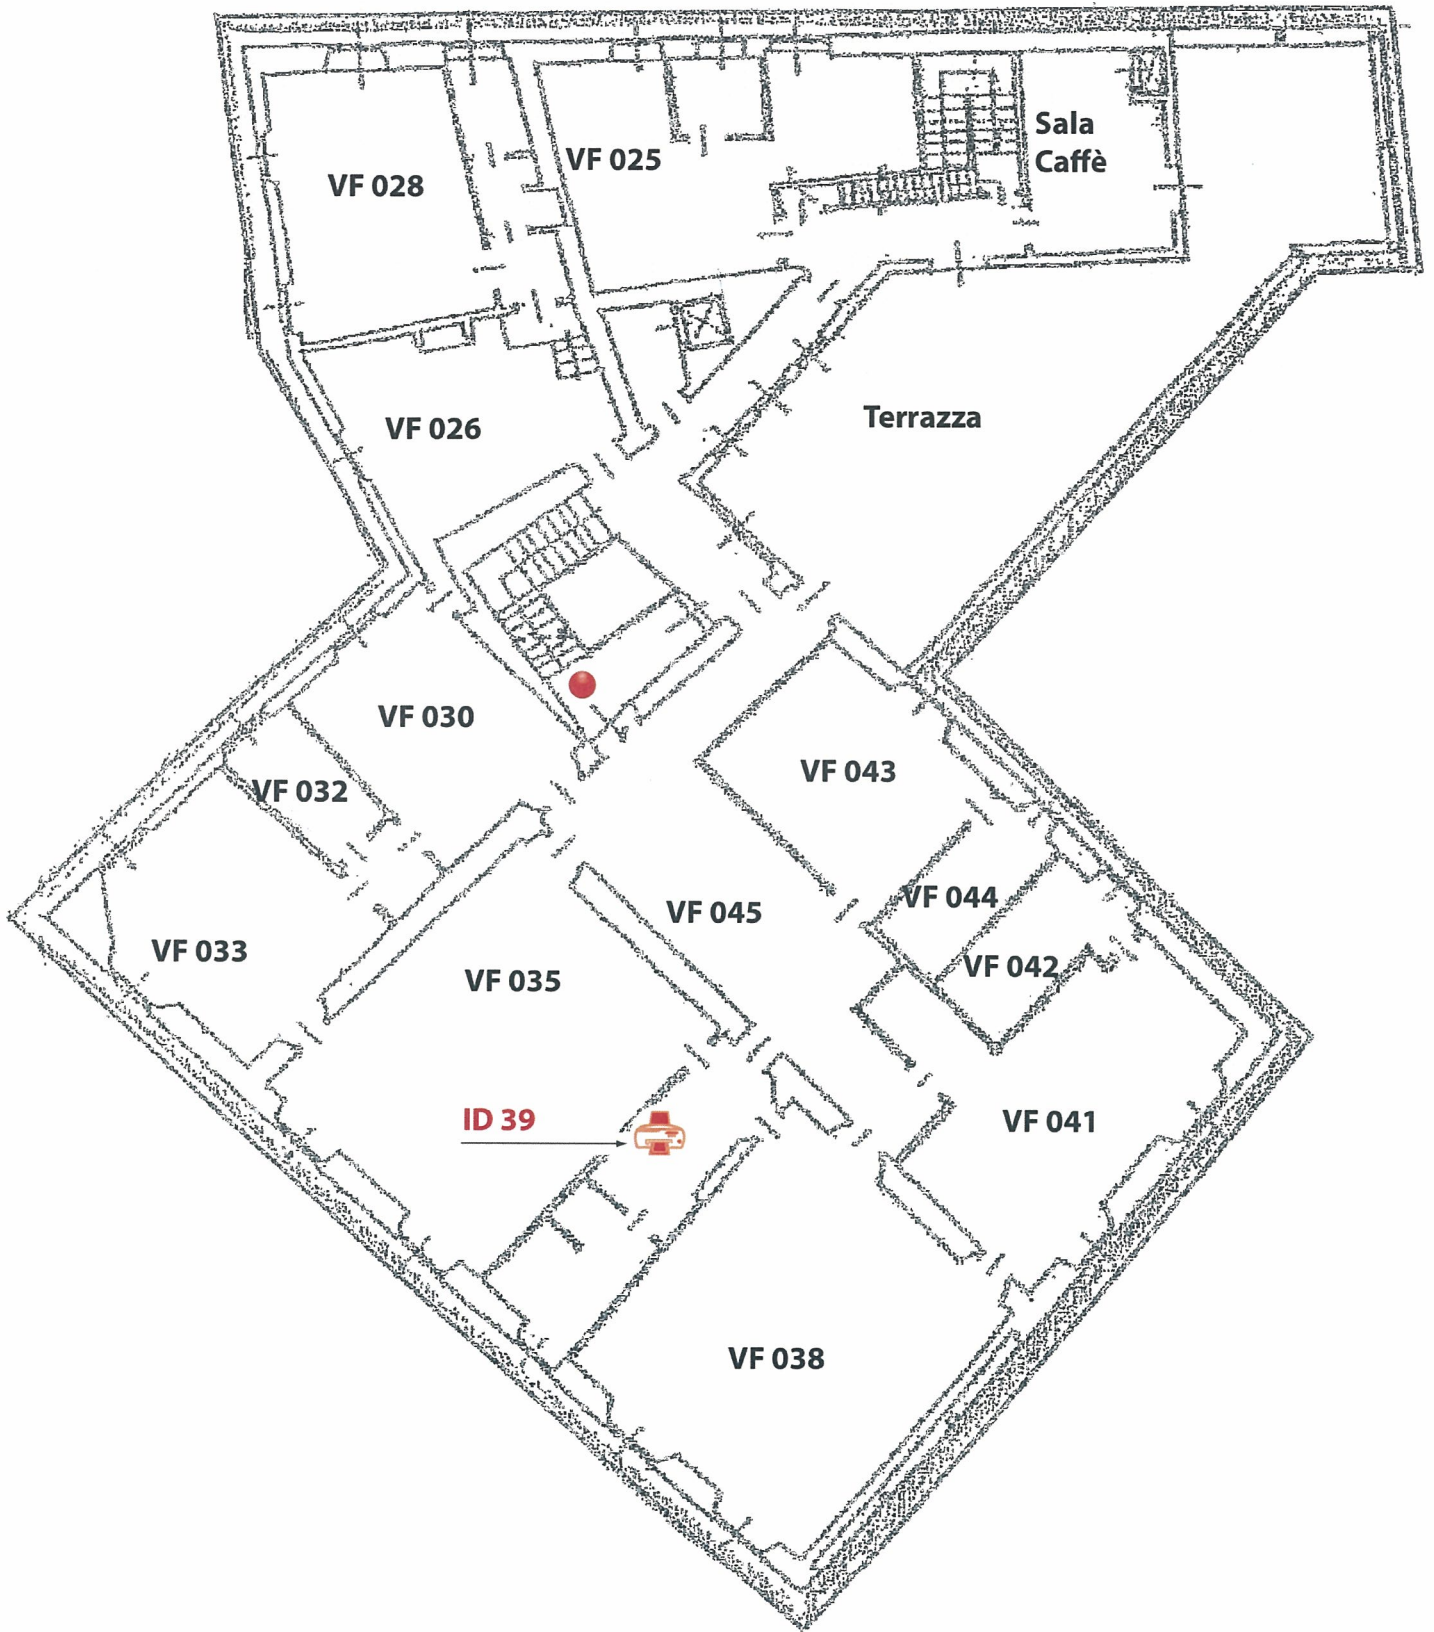 Sala
Caffè
VF 025
VF 028
Terrazza
VF 026
VF 030
VF 043
VF 032
VF 044
VF 045
VF 033
VF 042
VF 035
ID 39
VF 041
VF 038